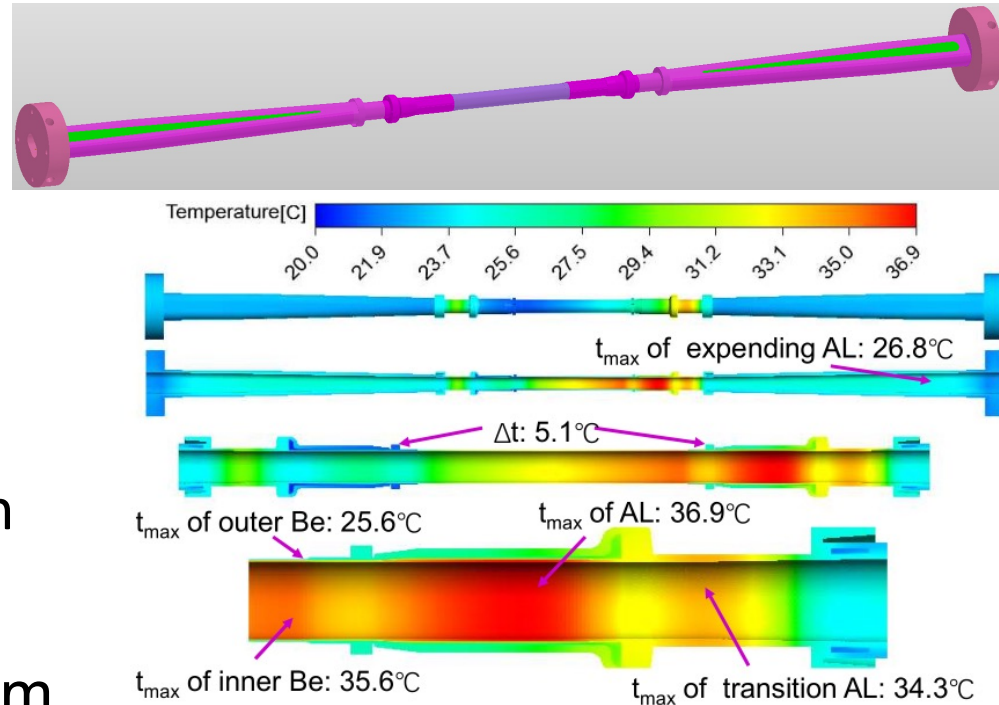 Temperature[C]
20.0 21.9 23.7 25.6 27.5 29.4 31.2 33.1 35.0 36.9
tmax of expending AL: 26.8℃
Δt: 5.1℃
n
tmax of outer Be: 25.6℃
tmax of AL: 36.9℃
m
tmax of inner Be: 35.6℃
tmax of transition AL: 34.3℃